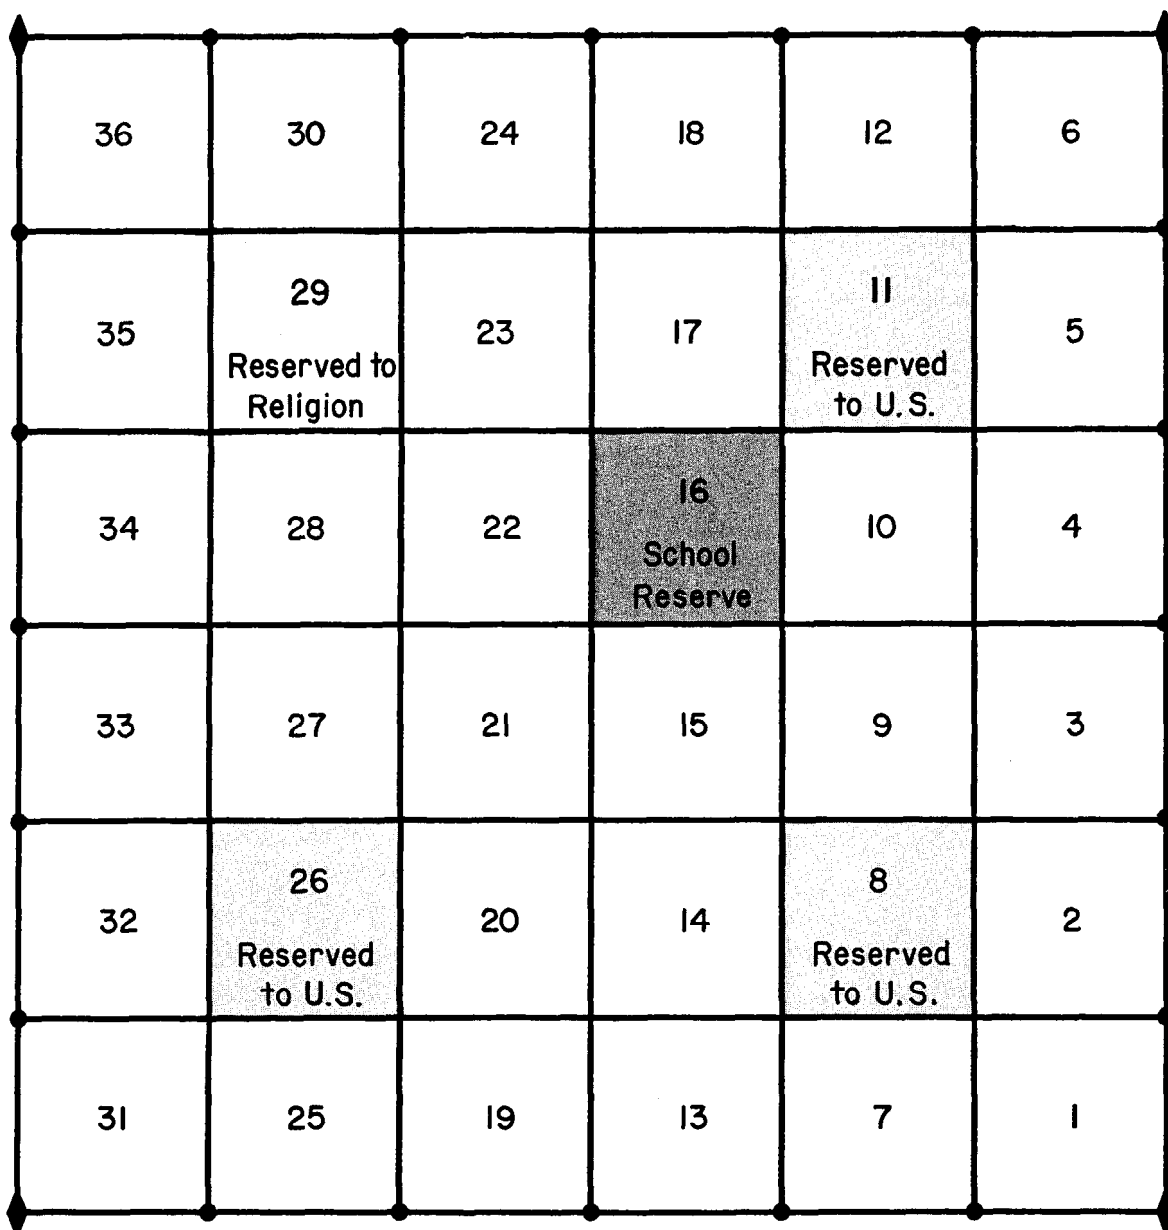 36 30 24 18 12 6
35 29 23 17 11 5
Reserved to
Religion
Reserved
to U.S.
34 28 22 16 10 4
School
Reserve
33 27 21 15 9 3
32 26 20 14 8 2
Reserved
to U.S.
Reserved
to U.S.
31 25 19 13 7 1